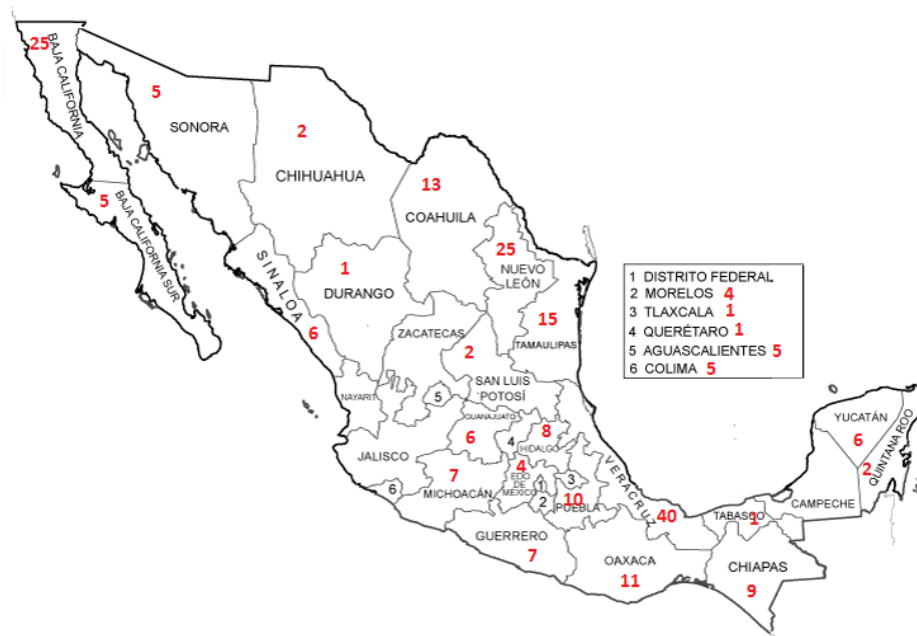 25
BAJA CALIFORNIA
5
SONORA
2
CHIHUAHUA
5
BAJA CALIFORNIA SUR
13
COAHUILA
25
NUEVO
LEÓN
SINALOA
6
1
DURANGO
15
TAMAULIPAS
ZACATECAS
2
SAN LUIS
POTOSÍ
NAYARIT
5
GUANAJUATO
6
4
8
HIDALGO
JALISCO
7
MICHOACÁN
6
4
EDO
DE
MEXICO
1
2
3
10
PUEBLA
VERACRUZ
40
GUERRERO
7
OAXACA
11
TABASCO
1
CHIAPAS
9
CAMPECHE
YUCATÁN
6
QUINTANA ROO
2
1 DISTRITO FEDERAL
2 MORELOS 4
3 TLAXCALA 1
4 QUERÉTARO 1
5 AGUASCALIENTES 5
6 COLIMA 5